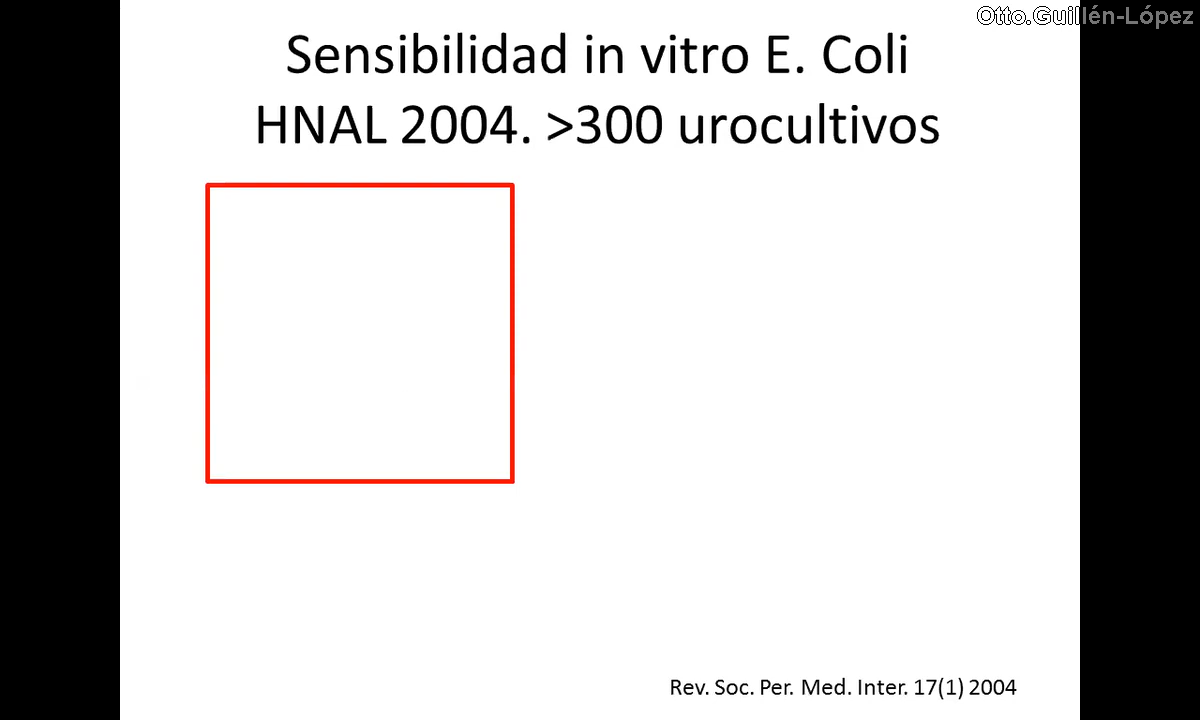 Otto.Guillén-López
Sensibilidad in vitro E. Coli
HNAL 2004. >300 urocultivos
Rev. Soc. Per. Med. Inter. 17(1) 2004